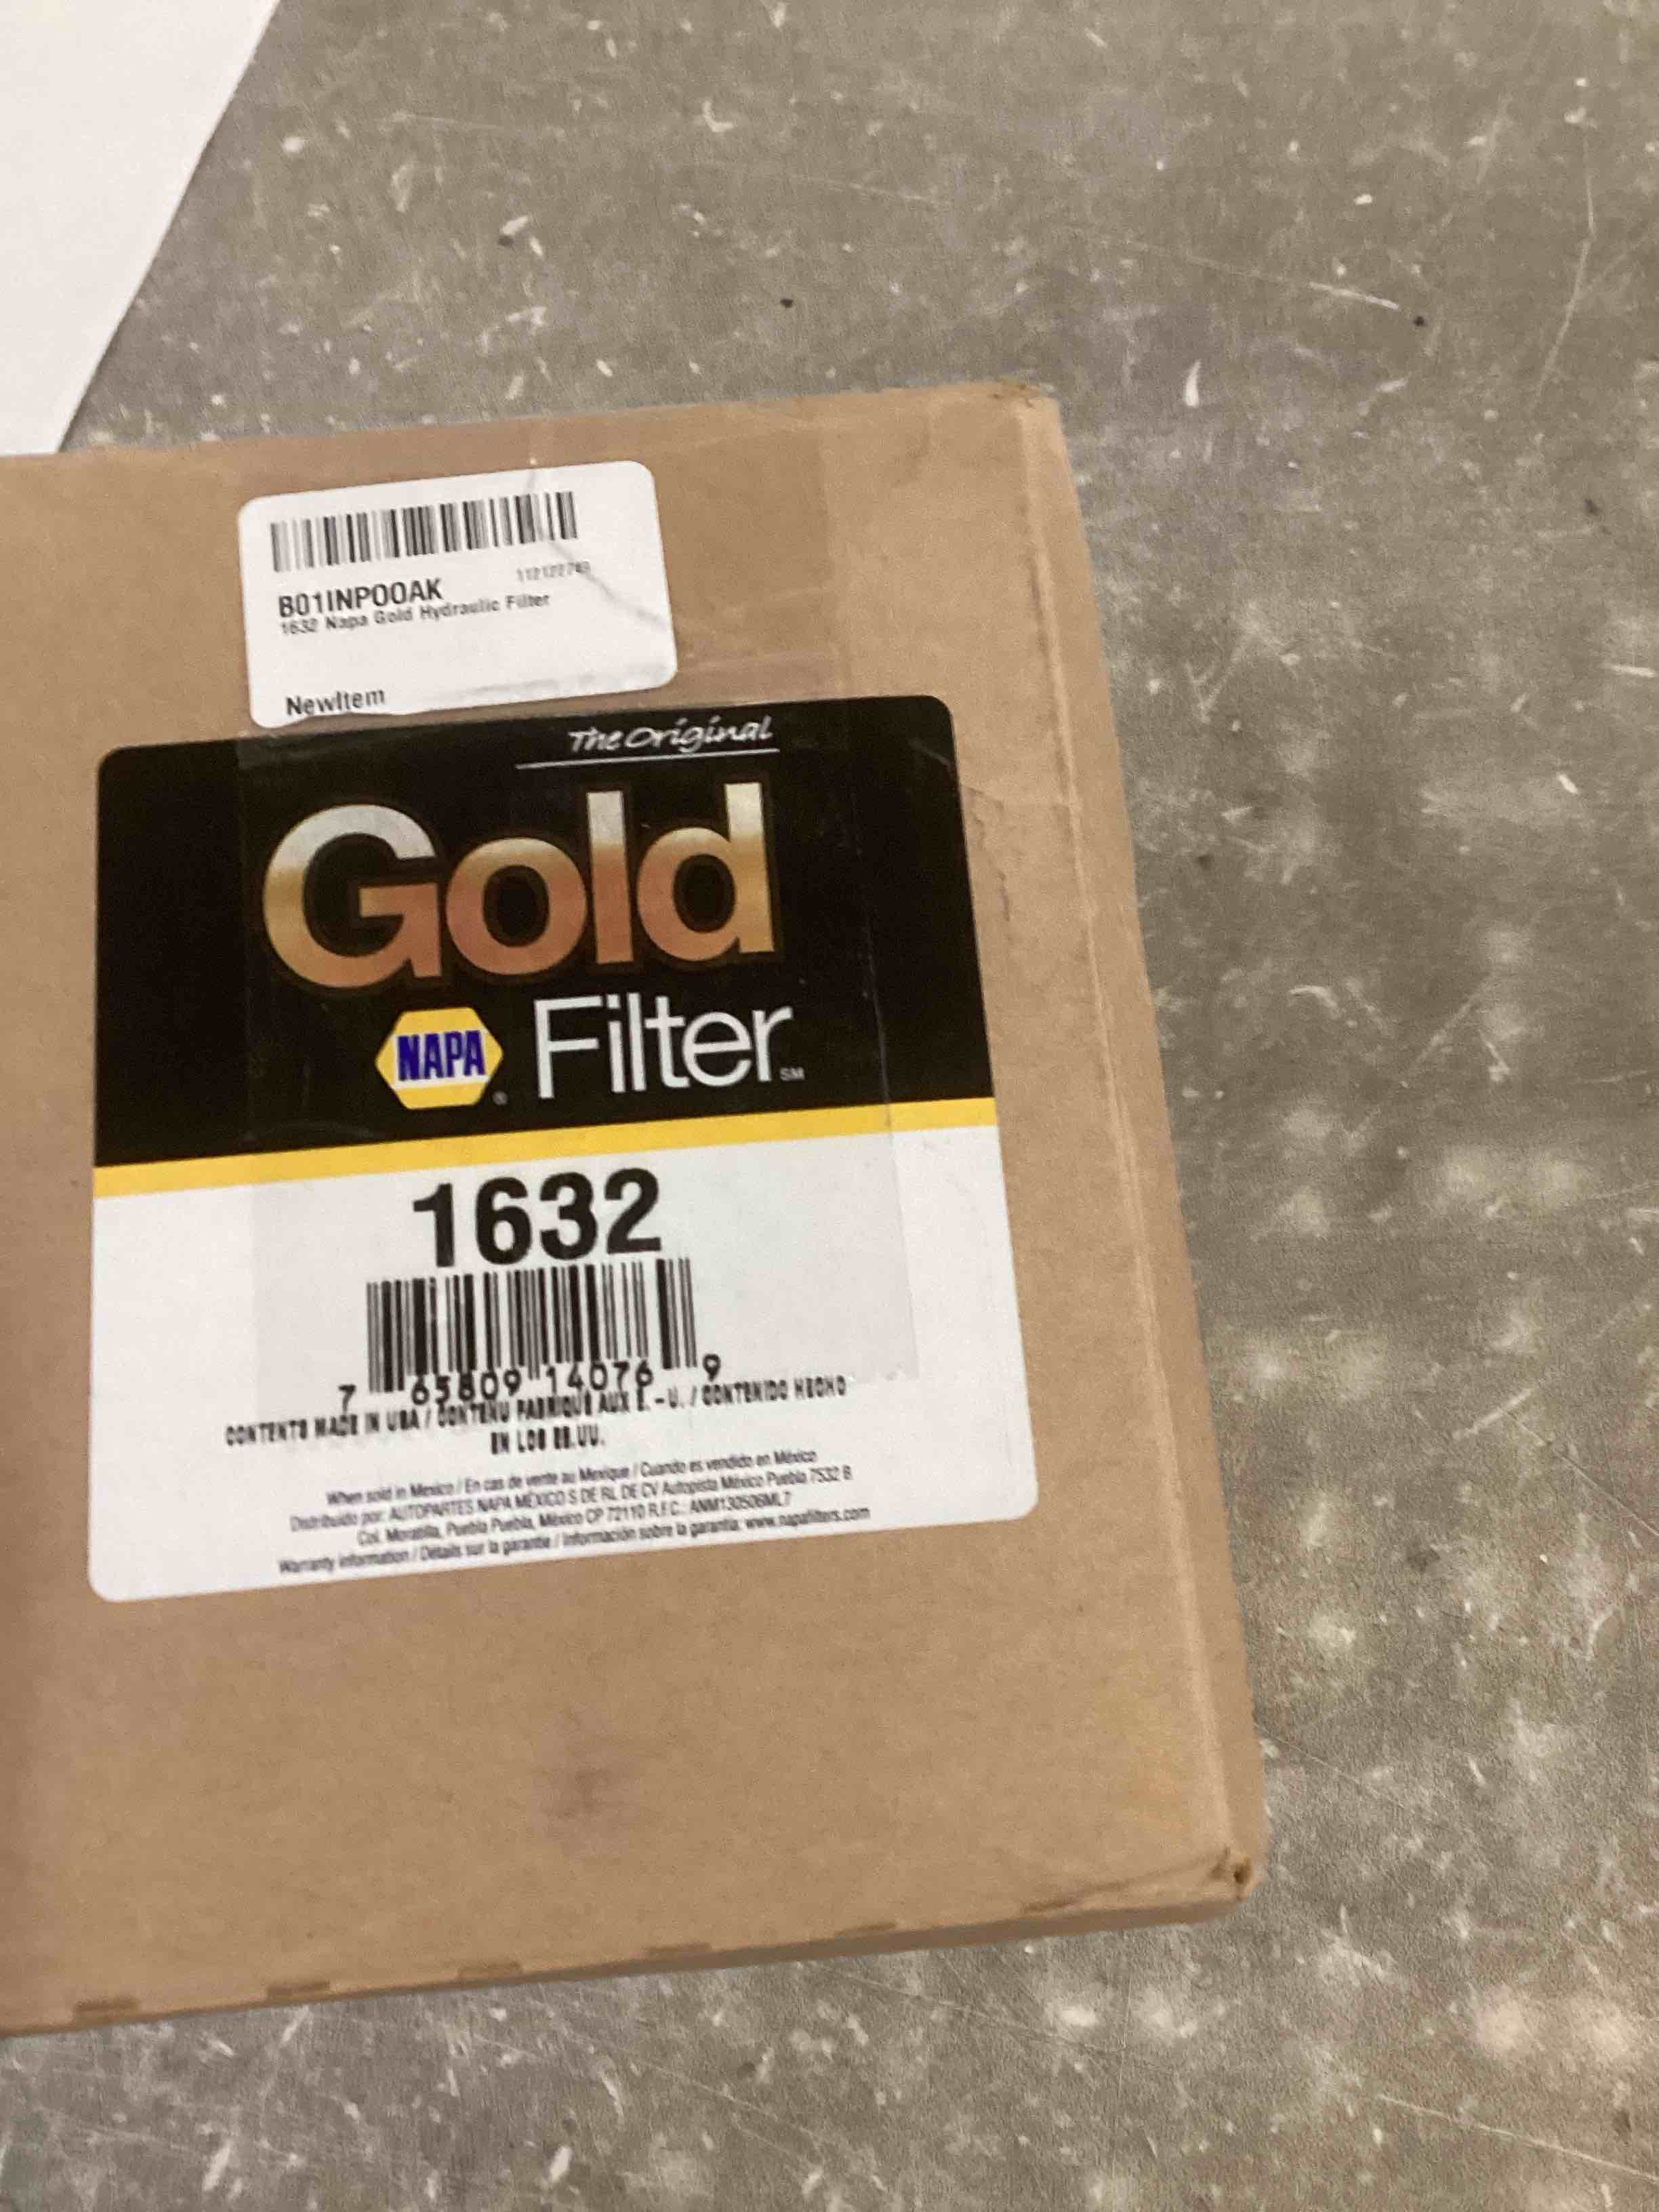 B01INPOOAK
1632 Napa Gold Hydraulic Filter
NewItem
The Original
Gold
NAPA® Filter SM
1632
7 65809 14076 9
CONTENTS MADE IN USA / CONTENU FABRIQUÉ AUX É.-U. / CONTENIDO HECHO
EN LOS EE.UU.
When sold in Mexico / En cas de vente au Mexique / Cuando es vendido en México
Distribuido por: AUTOPARTES NAPA MÉXICO S DE RL DE CV Autopista México Puebla 7532 B
Col. Moratilla, Puebla Puebla, México CP 72110 R.F.C.: ANM130506ML7
Warranty information / Détails sur la garantie / Información sobre la garantía: www.napafilters.com